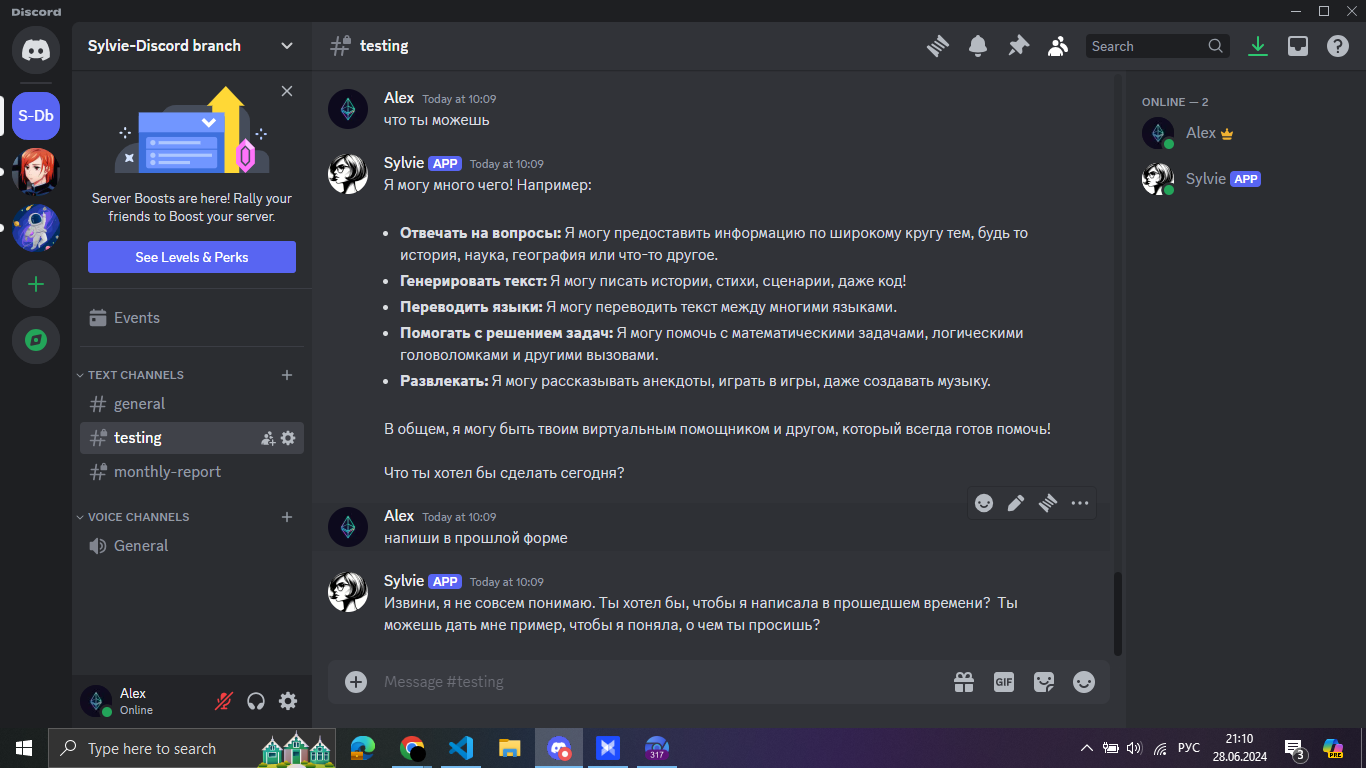 Discord
Sylvie-Discord branch
testing
Search
S-Db
Server Boosts are here! Rally your
friends to Boost your server.
See Levels & Perks
Events
TEXT CHANNELS
general
testing
monthly-report
VOICE CHANNELS
General
Alex
Online
Alex Today at 10:09
что ты можешь
Sylvie APP Today at 10:09
Я могу много чего! Например:
• Отвечать на вопросы: Я могу предоставить информацию по широкому кругу тем, будь то
история, наука, география или что-то другое.
• Генерировать текст: Я могу писать истории, стихи, сценарии, даже код!
• Переводить языки: Я могу переводить текст между многими языками.
• Помогать с решением задач: Я могу помочь с математическими задачами, логическими
головоломками и другими вызовами.
• Развлекать: Я могу рассказывать анекдоты, играть в игры, даже создавать музыку.
В общем, я могу быть твоим виртуальным помощником и другом, который всегда готов помочь!
Что ты хотел бы сделать сегодня?
Alex Today at 10:09
напиши в прошлой форме
Sylvie APP Today at 10:09
Извини, я не совсем понимаю. Ты хотел бы, чтобы я написала в прошедшем времени? Ты
можешь дать мне пример, чтобы я поняла, о чем ты просишь?
Message #testing
GIF
ONLINE — 2
Alex
Sylvie APP
Type here to search
317
РУС
21:10
28.06.2024
3
PRE